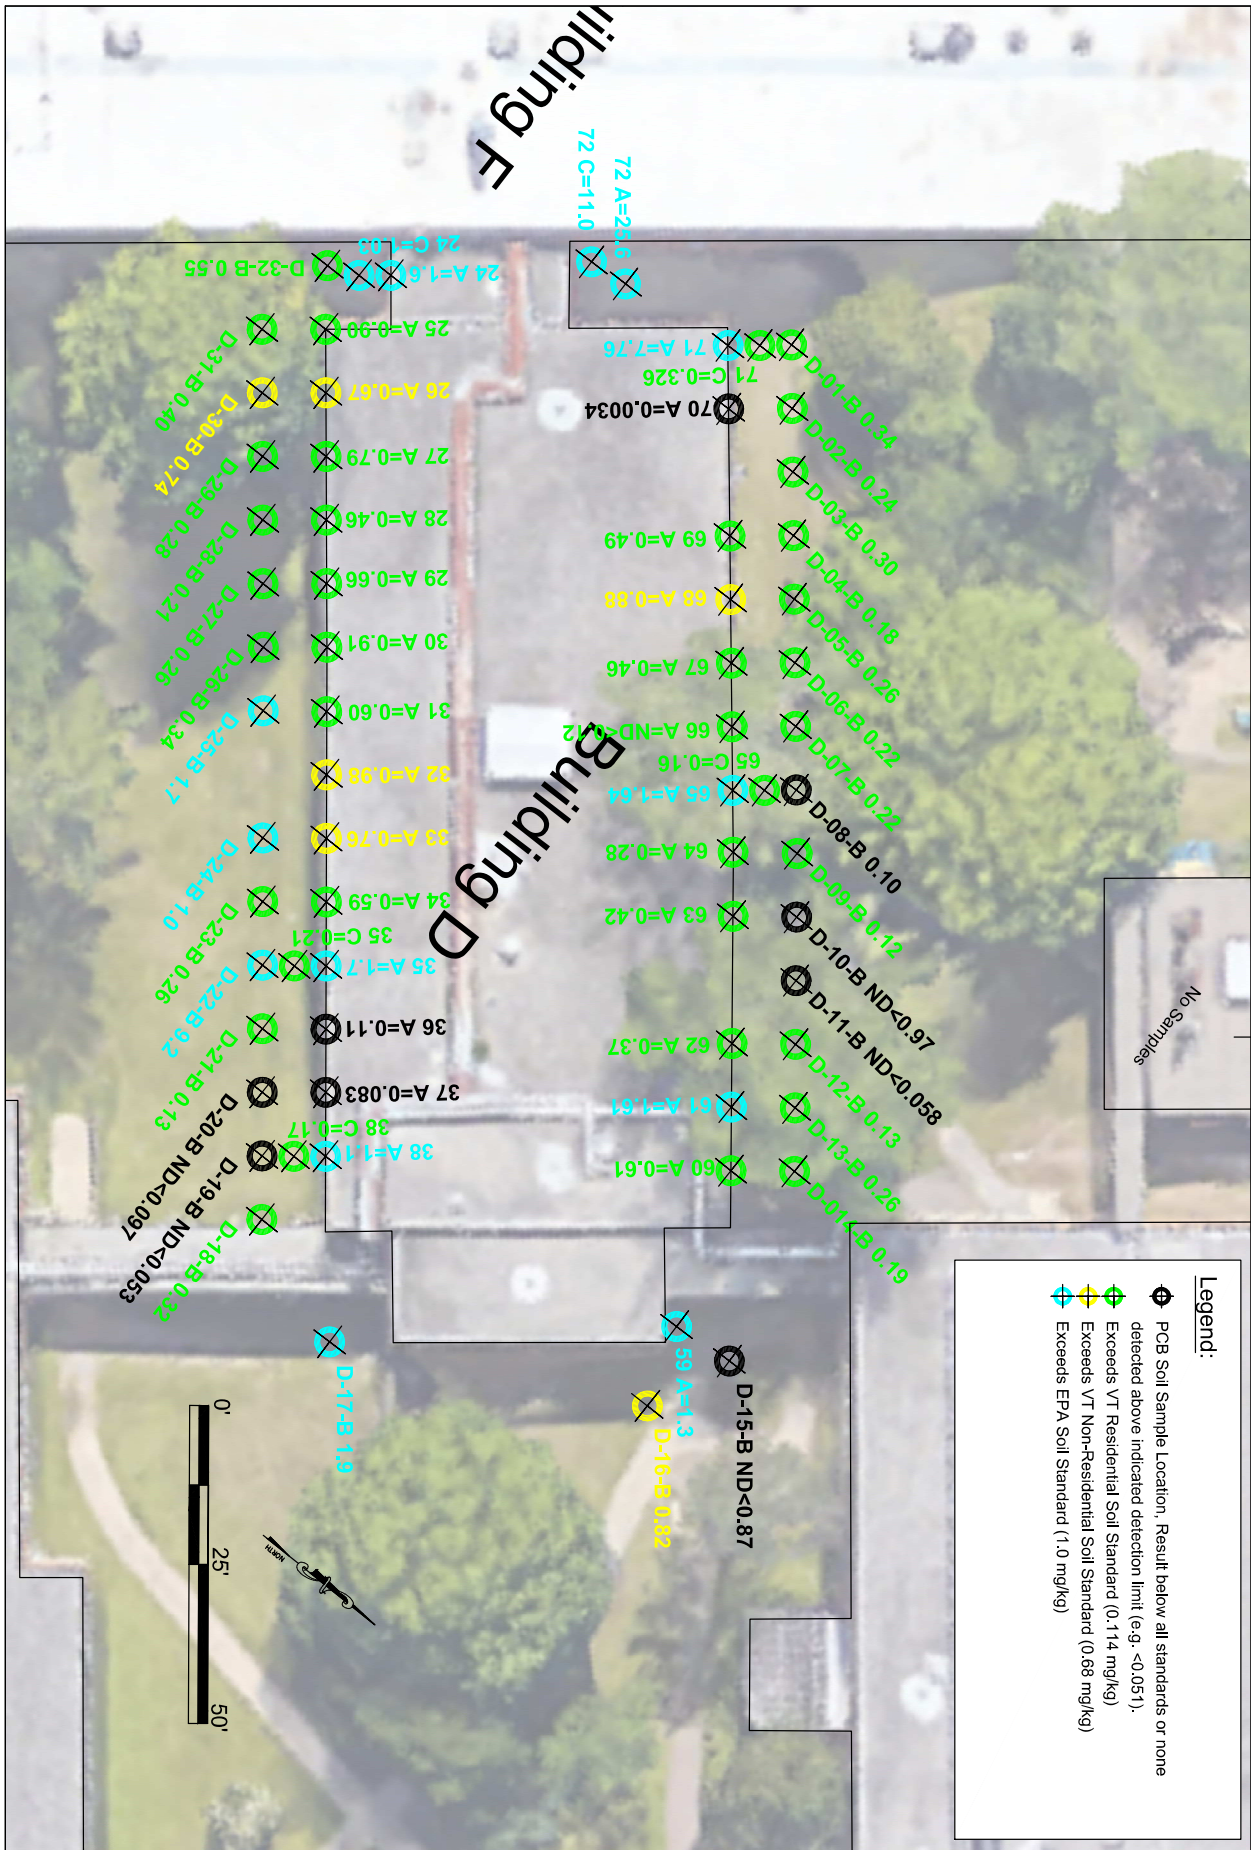 Building F
72 C=11.0
72 A=25.6
24 C=1.03
24 A=1.6
D-32-B 0.55
25 A=0.90
D-31-B 0.40
26 A=0.67
D-30-B 0.74
27 A=0.79
D-29-B 0.28
28 A=0.46
D-28-B 0.21
29 A=0.66
D-27-B 0.26
30 A=0.91
D-26-B 0.34
31 A=0.60
D-25-B 1.7
32 A=0.98
33 A=0.76
D-24-B 1.0
34 A=0.59
D-23-B 0.26
35 C=0.21
35 A=1.7
D-22-B 9.2
36 A=0.11
D-21-B 0.13
37 A=0.083
D-20-B ND<0.097
38 C=0.17
38 A=1.1
D-19-B ND<0.053
D-18-B 0.32
D-17-B 1.9
71 A=7.76
71 C=0.326
D-01-B 0.34
70 A=0.0034
D-02-B 0.24
D-03-B 0.30
69 A=0.49
D-04-B 0.18
68 A=0.88
D-05-B 0.26
67 A=0.46
D-06-B 0.22
66 A=ND<0.12
D-07-B 0.22
65 C=0.16
65 A=1.64
D-08-B 0.10
64 A=0.28
D-09-B 0.12
63 A=0.42
D-10-B ND<0.97
D-11-B ND<0.058
62 A=0.37
D-12-B 0.13
61 A=1.61
D-13-B 0.26
60 A=0.61
D-014-B 0.19
59 A=1.3
D-15-B ND<0.87
D-16-B 0.82
Building D
No Samples
Legend:
PCB Soil Sample Location, Result below all standards or none
detected above indicated detection limit (e.g. <0.051).
Exceeds VT Residential Soil Standard (0.114 mg/kg)
Exceeds VT Non-Residential Soil Standard (0.68 mg/kg)
Exceeds EPA Soil Standard (1.0 mg/kg)
0'
25'
50'
NORTH